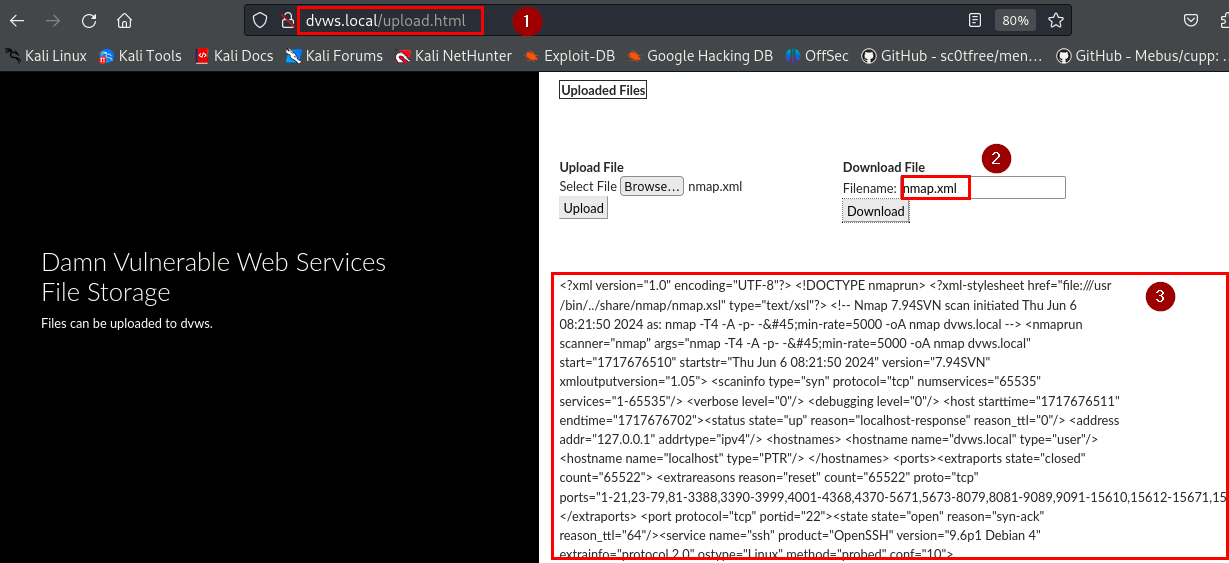 dvws.local/upload.html
1
80%
Kali Linux
Kali Tools
Kali Docs
Kali Forums
Kali NetHunter
Exploit-DB
Google Hacking DB
OffSec
GitHub - sc0tfree/men…
GitHub - Mebus/cupp: …
Uploaded Files
Upload File
Select File Browse... nmap.xml
Upload
Download File
2
Filename: nmap.xml
Download
Damn Vulnerable Web Services
File Storage
Files can be uploaded to dvws.
3
<?xml version="1.0" encoding="UTF-8"?> <!DOCTYPE nmaprun> <?xml-stylesheet href="file:///usr
/bin/../share/nmap/nmap.xsl" type="text/xsl"?> <!-- Nmap 7.94SVN scan initiated Thu Jun 6
08:21:50 2024 as: nmap -T4 -A -p- -&#45;min-rate=5000 -oA nmap dvws.local --> <nmaprun
scanner="nmap" args="nmap -T4 -A -p- -&#45;min-rate=5000 -oA nmap dvws.local"
start="1717676510" startstr="Thu Jun 6 08:21:50 2024" version="7.94SVN"
xmloutputversion="1.05"> <scaninfo type="syn" protocol="tcp" numservices="65535"
services="1-65535"/> <verbose level="0"/> <debugging level="0"/> <host starttime="1717676511"
endtime="1717676702"><status state="up" reason="localhost-response" reason_ttl="0"/> <address
addr="127.0.0.1" addrtype="ipv4"/> <hostnames> <hostname name="dvws.local" type="user"/>
<hostname name="localhost" type="PTR"/> </hostnames> <ports><extraports state="closed"
count="65522"> <extrareasons reason="reset" count="65522" proto="tcp"
ports="1-21,23-79,81-3388,3390-3999,4001-4368,4370-5671,5673-8079,8081-9089,9091-15610,15612-15671,15
</extraports> <port protocol="tcp" portid="22"><state state="open" reason="syn-ack"
reason_ttl="64"/><service name="ssh" product="OpenSSH" version="9.6p1 Debian 4"
extrainfo="protocol 2.0" ostype="Linux" method="probed" conf="10">